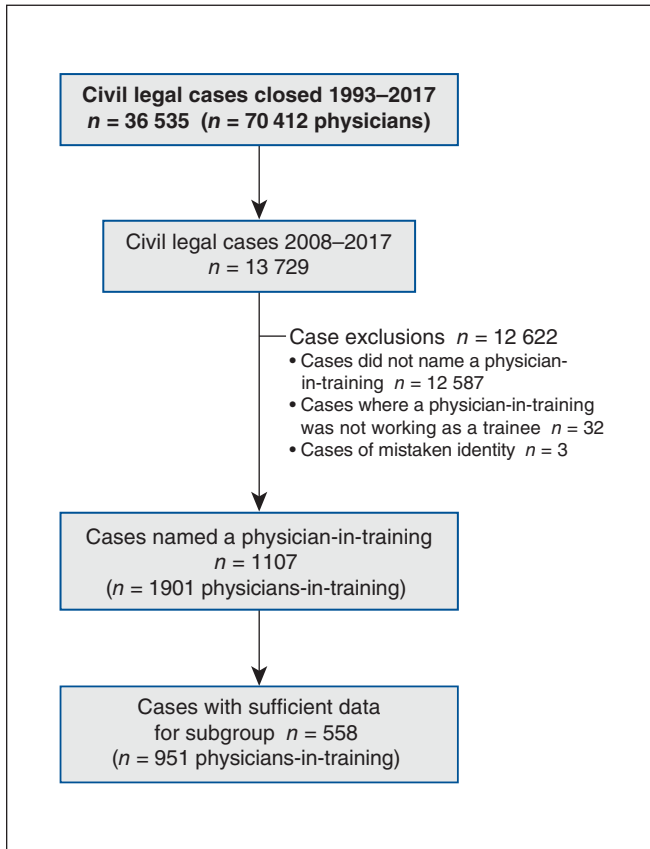 Civil legal cases closed 1993–2017
n = 36 535 (n = 70 412 physicians)
Civil legal cases 2008–2017
n = 13 729
Case exclusions n = 12 622
• Cases did not name a physician-
in-training n = 12 587
• Cases where a physician-in-training
was not working as a trainee n = 32
• Cases of mistaken identity n = 3
Cases named a physician-in-training
n = 1107
(n = 1901 physicians-in-training)
Cases with sufficient data
for subgroup n = 558
(n = 951 physicians-in-training)